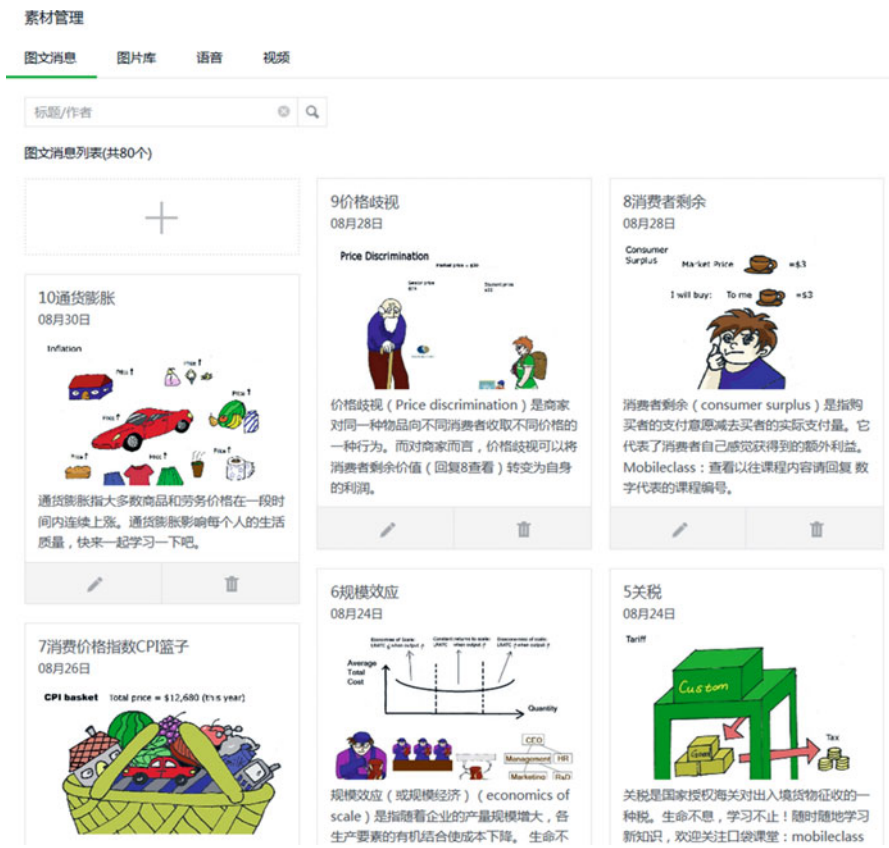 素材管理
图文消息 图片库 语音 视频
标题/作者
图文消息列表(共80个)
10通货膨胀
08月30日
Inflation
Price ↑
Price ↑
Price ↑
Price ↑
Price ↑
Price ↑
通货膨胀指大多数商品和劳务价格在一段时
间内连续上涨。通货膨胀影响每个人的生活
质量，快来一起学习一下吧。
7消费价格指数CPI篮子
08月26日
CPI basket Total price = $12,680 (this year)
9价格歧视
08月28日
Price Discrimination
Senior price
Student price
价格歧视（Price discrimination）是商家
对同一种物品向不同消费者收取不同价格的
一种行为。而对商家而言，价格歧视可以将
消费者剩余价值（回复8查看）转变为自身
的利润。
6规模效应
08月24日
Economies of Scale:
Constant returns to scale:
Diseconomies of scale:
Average
Total
Cost
Quantity
CEO
Management HR
Marketing R&D
规模效应（或规模经济）(economics of
scale）是指随着企业的产量规模增大，各
生产要素的有机结合使成本下降。 生命不
8消费者剩余
08月28日
Consumer
Surplus
Market Price =$3
I will buy: To me =$3
消费者剩余（consumer surplus）是指购
买者的支付意愿减去买者的实际支付量。它
代表了消费者自己感觉获得到的额外利益。
Mobileclass：查看以往课程内容请回复 数
字代表的课程编号。
5关税
08月24日
Tariff
Custom
Good
Tax
关税是国家授权海关对出入境货物征收的一
种税。生命不息，学习不止！随时随地学习
新知识，欢迎关注口袋课堂：mobileclass